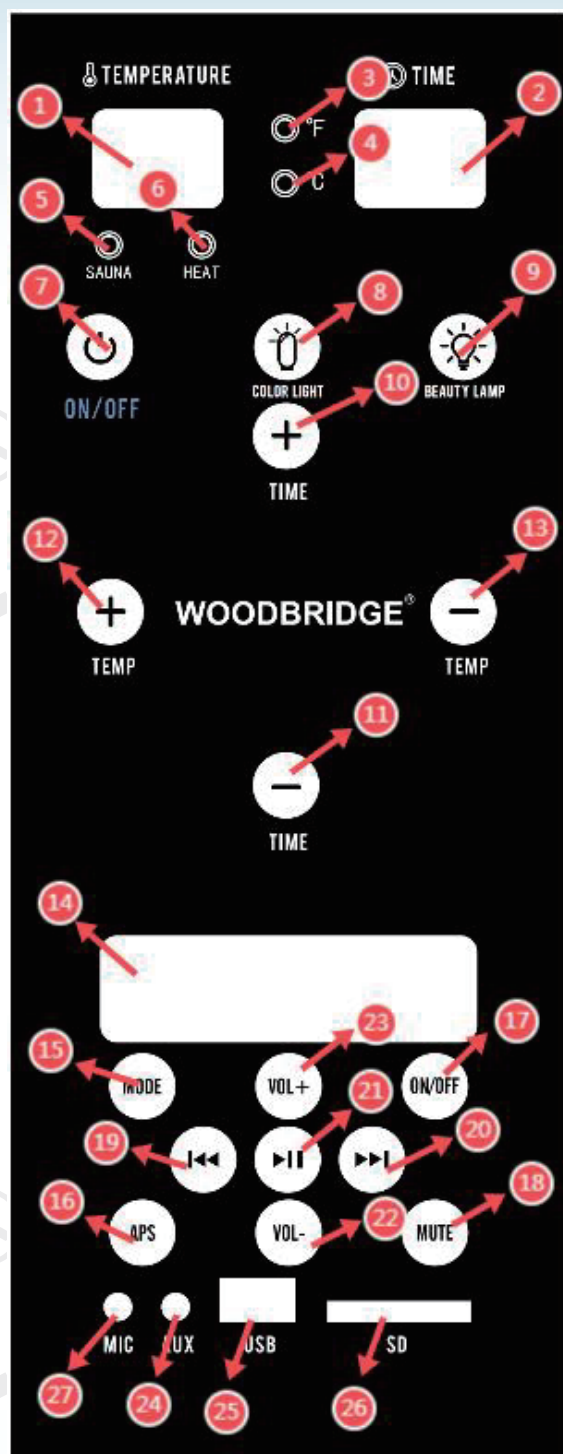 TEMPERATURE TIME
3
1 2
°F
4
6 °C
5
SAUNA HEAT
7 8 9
COLOR LIGHT BEAUTY LAMP
10
ON/OFF
+
TIME
12 13
+ WOODBRIDGE® −
TEMP TEMP
11
−
TIME
14
23 17
15
MODE VOL+ ON/OFF
21
19 20
16 22 18
APS VOL- MUTE
MIC AUX USB SD
27 24 25 26